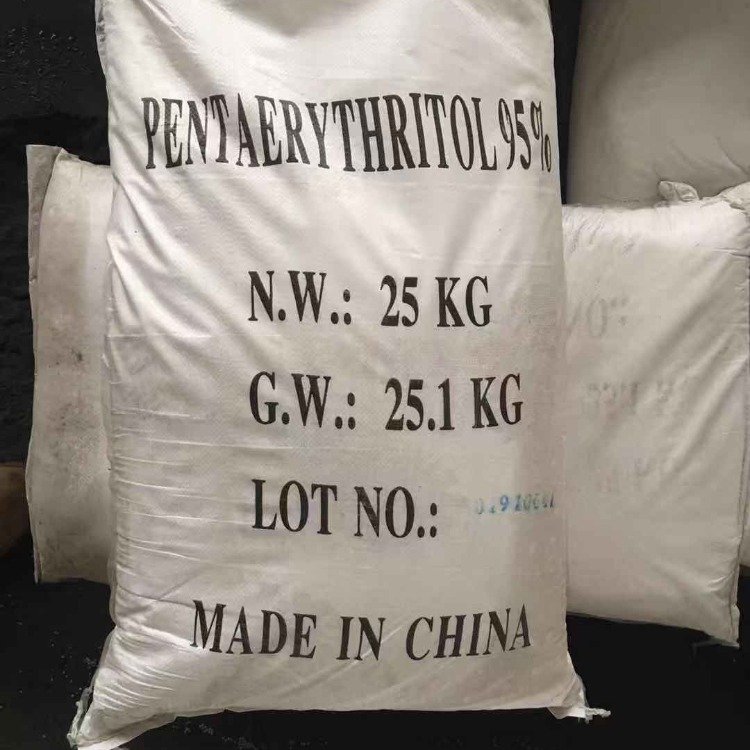 PENTAERYTHRITOL 95%
N.W.: 25 KG
G.W.: 25.1 KG
LOT NO.:
MADE IN CHINA